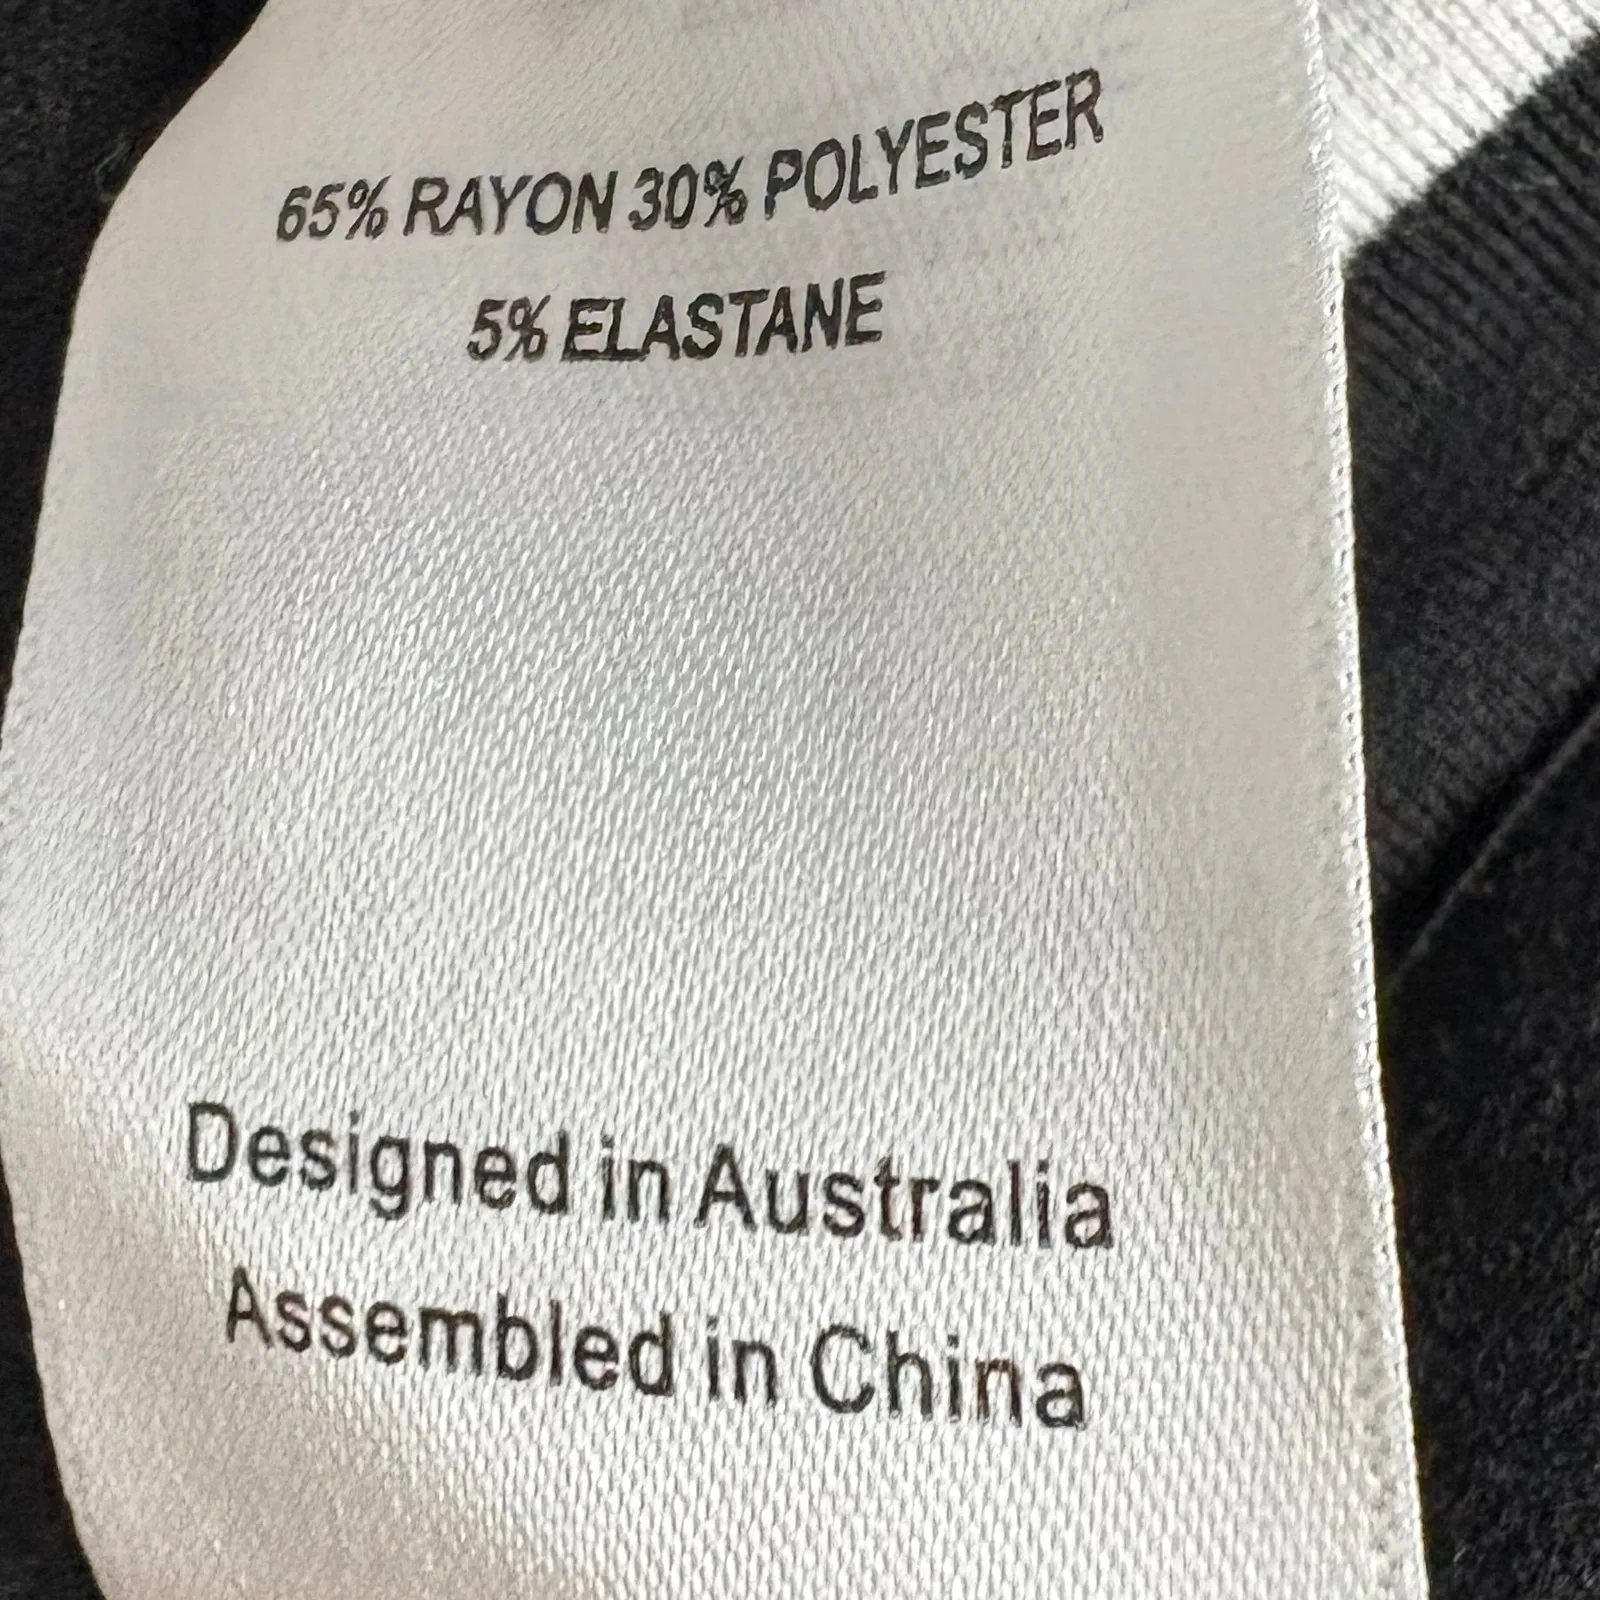 65% RAYON 30% POLYESTER
5% ELASTANE
Designed in Australia
Assembled in China